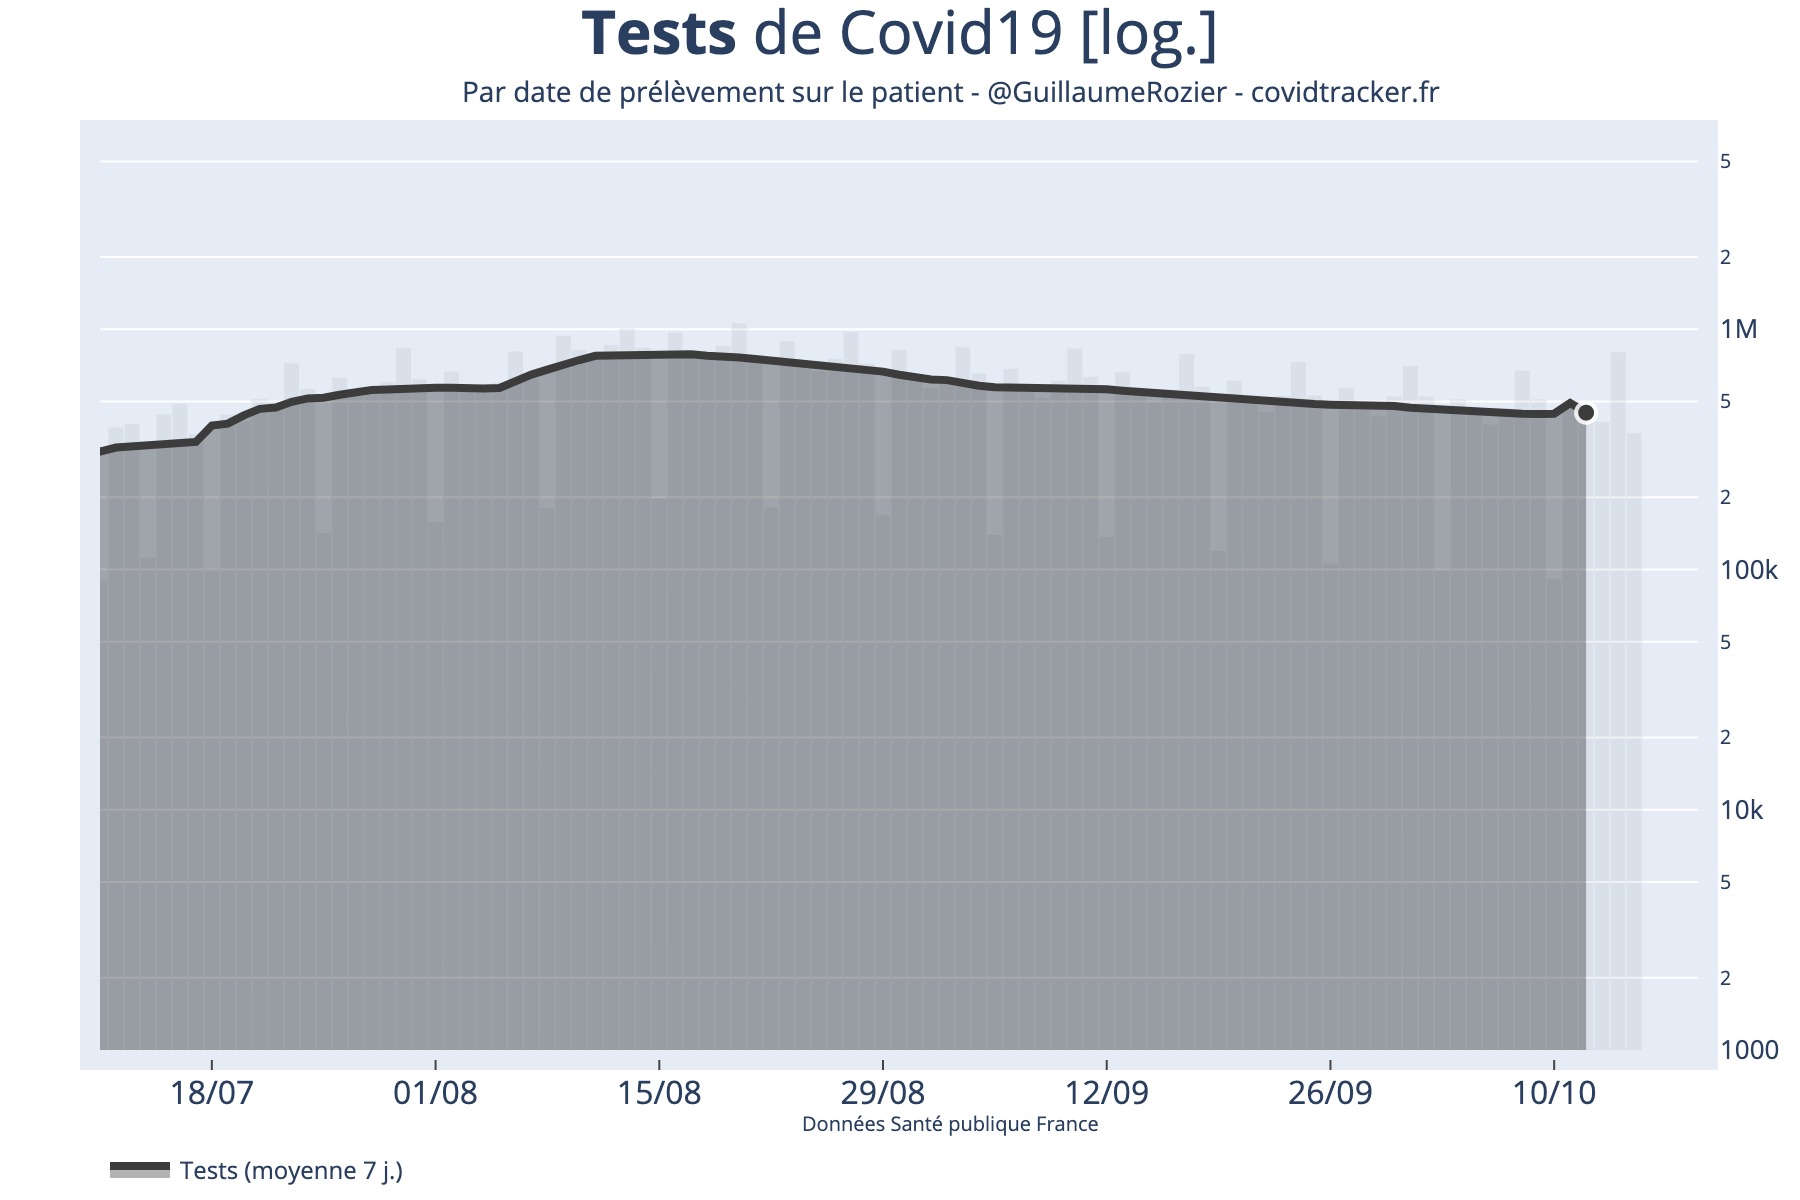 Tests de Covid19 [log.]
Par date de prélèvement sur le patient - @GuillaumeRozier - covidtracker.fr
5
2
1M
5
2
100k
5
2
10k
5
2
1000
18/07 01/08 15/08 29/08 12/09 26/09 10/10
Données Santé publique France
Tests (moyenne 7 j.)